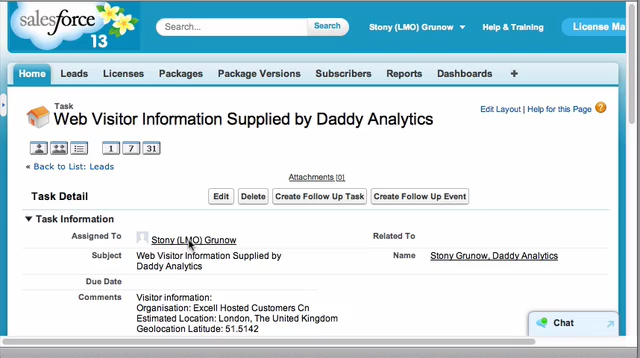 salesforce
13
Search...
Search
Stony (LMO) Grunow
Help & Training
License Ma
Home
Leads
Licenses
Packages
Package Versions
Subscribers
Reports
Dashboards
+
Task
Web Visitor Information Supplied by Daddy Analytics
Edit Layout | Help for this Page ?
1
7
31
« Back to List: Leads
Attachments [0]
Task Detail
Edit
Delete
Create Follow Up Task
Create Follow Up Event
Task Information
Assigned To
Stony (LMO) Grunow
Related To
Subject
Web Visitor Information Supplied by
Daddy Analytics
Name
Stony Grunow, Daddy Analytics
Due Date
Comments
Visitor information:
Organisation: Excell Hosted Customers Cn
Estimated Location: London, The United Kingdom
Geolocation Latitude: 51.5142
Chat